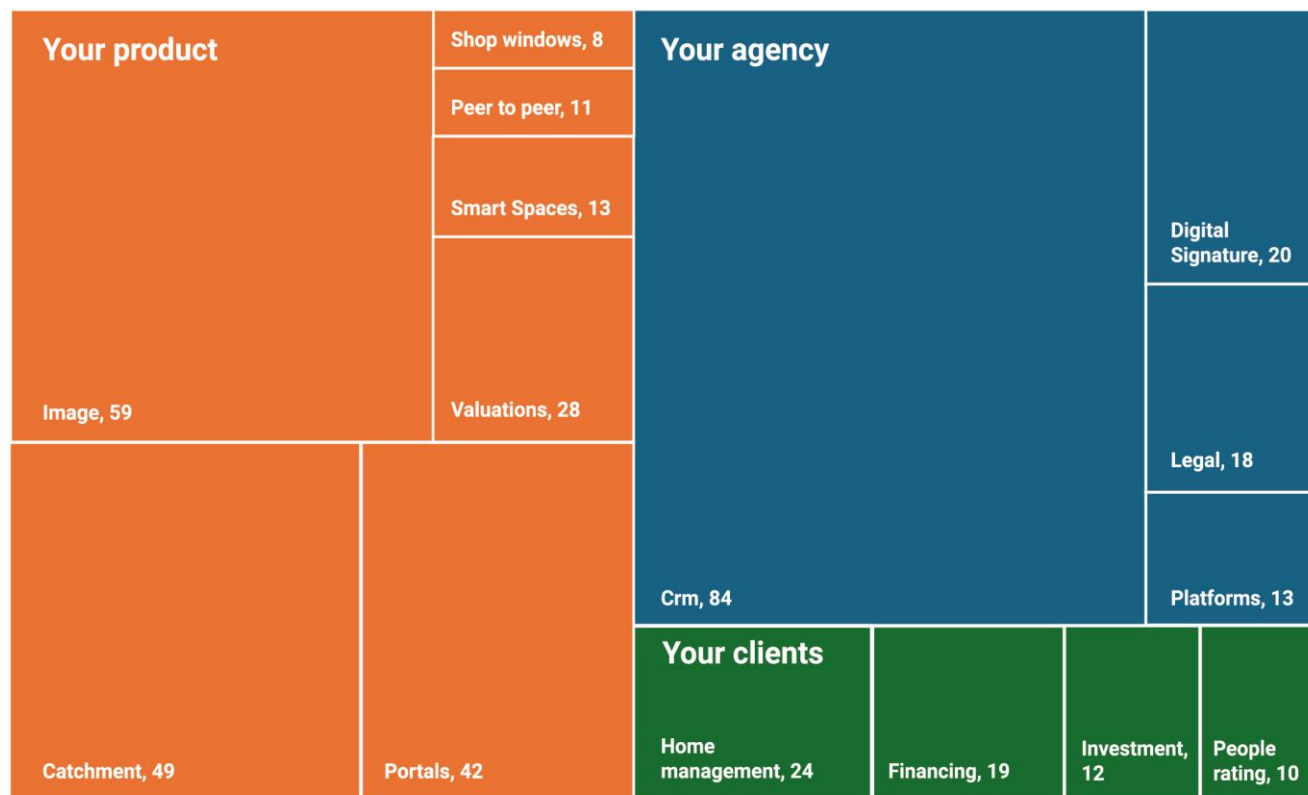 Your product
Image, 59
Shop windows, 8
Peer to peer, 11
Smart Spaces, 13
Valuations, 28
Catchment, 49
Portals, 42
Your agency
Crm, 84
Digital
Signature, 20
Legal, 18
Platforms, 13
Your clients
Home
management, 24
Financing, 19
Investment,
12
People
rating, 10